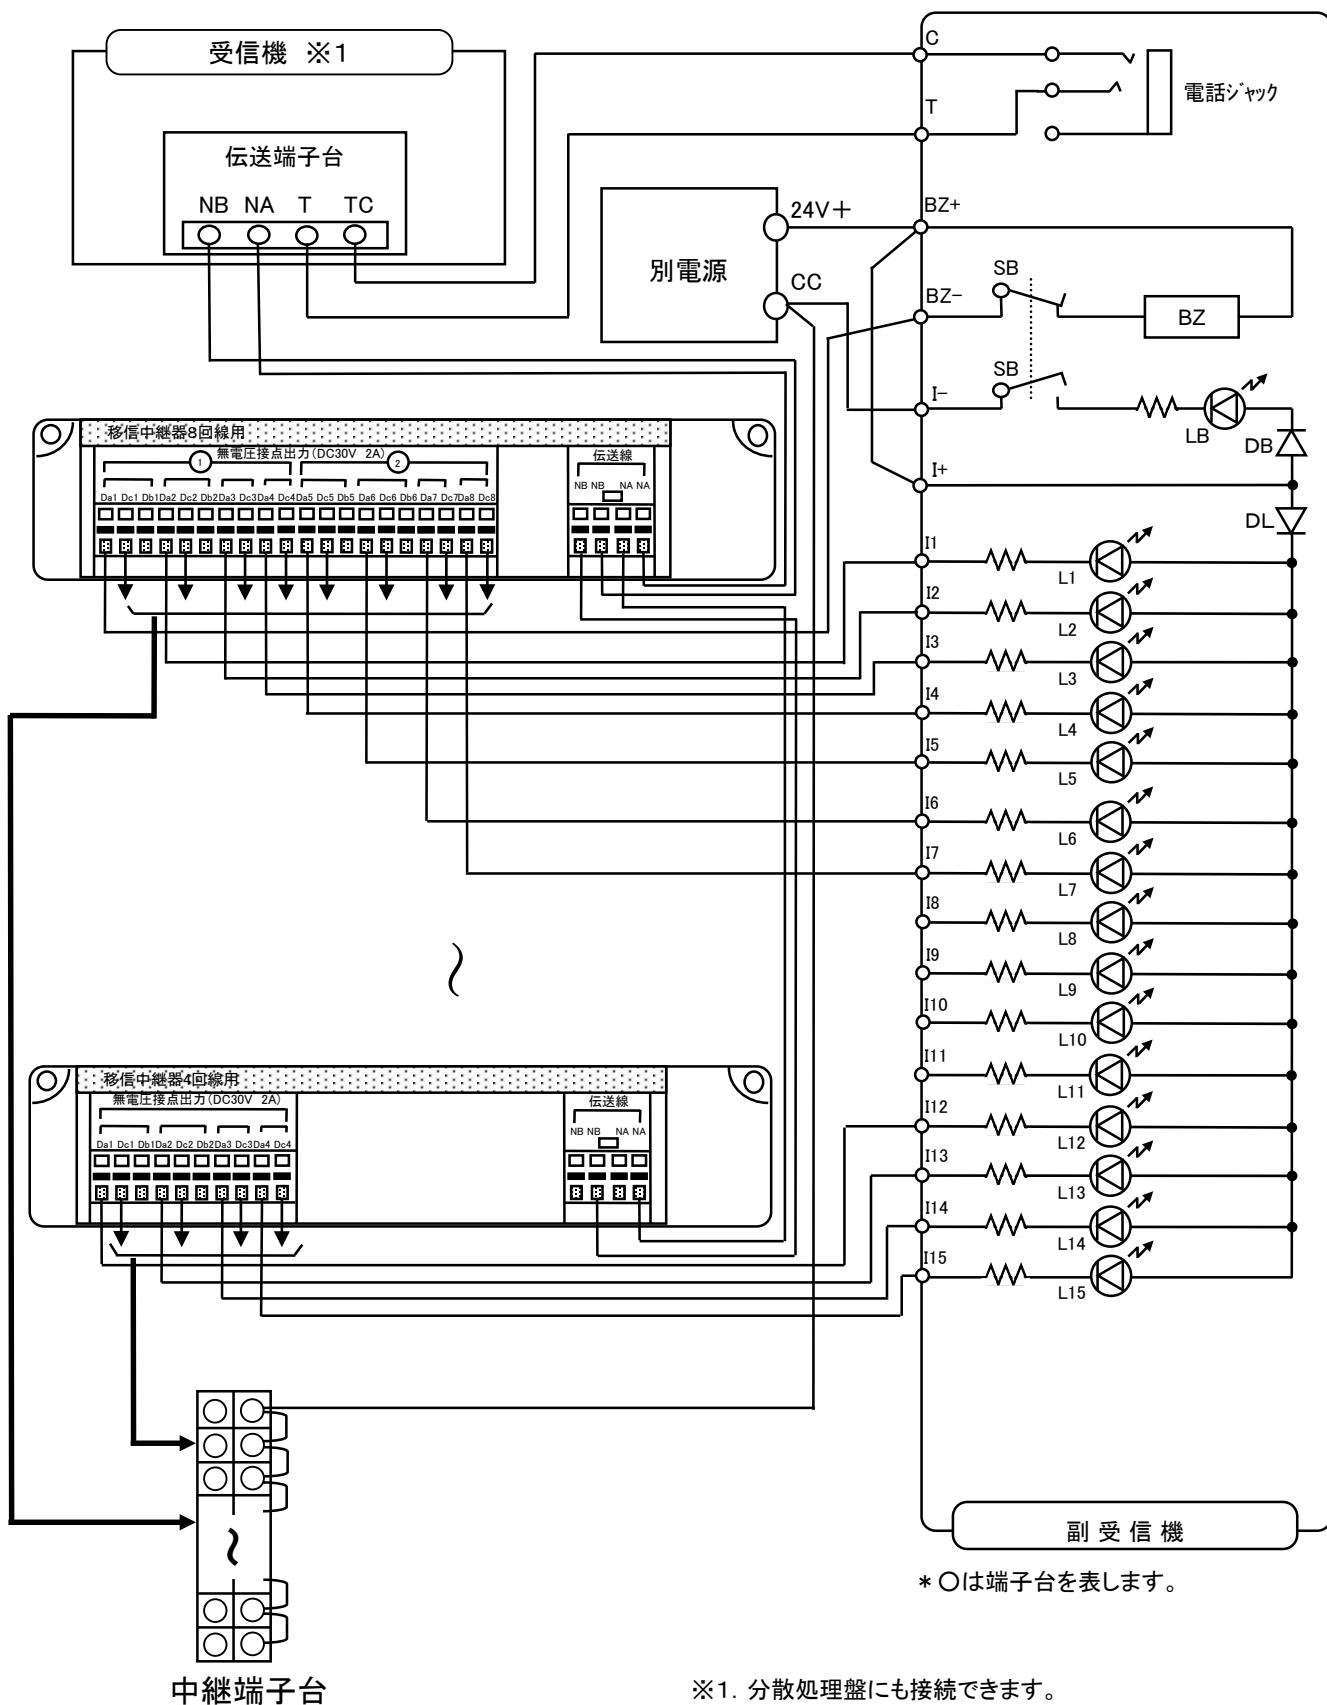 受信機 ※1
伝送端子台
NB NA T TC
別電源
24V＋
CC
C
T
電話ジャック
BZ+
BZ−
SB
BZ
SB
I−
LB
DB
I+
DL
I1
L1
I2
L2
I3
L3
I4
L4
I5
L5
I6
L6
I7
L7
I8
L8
I9
L9
I10
L10
I11
L11
I12
L12
I13
L13
I14
L14
I15
L15
移信中継器8回線用
無電圧接点出力(DC30V 2A)
1 2
Da1 Dc1 Db1 Da2 Dc2 Db2 Da3 Dc3 Da4 Dc4 Da5 Dc5 Db5 Da6 Dc6 Db6 Da7 Dc7 Da8 Dc8
伝送線
NB NB NA NA
～
移信中継器4回線用
無電圧接点出力(DC30V 2A)
Da1 Dc1 Db1 Da2 Dc2 Db2 Da3 Dc3 Da4 Dc4
伝送線
NB NB NA NA
～
中継端子台
副受信機
＊○は端子台を表します。
※1. 分散処理盤にも接続できます。